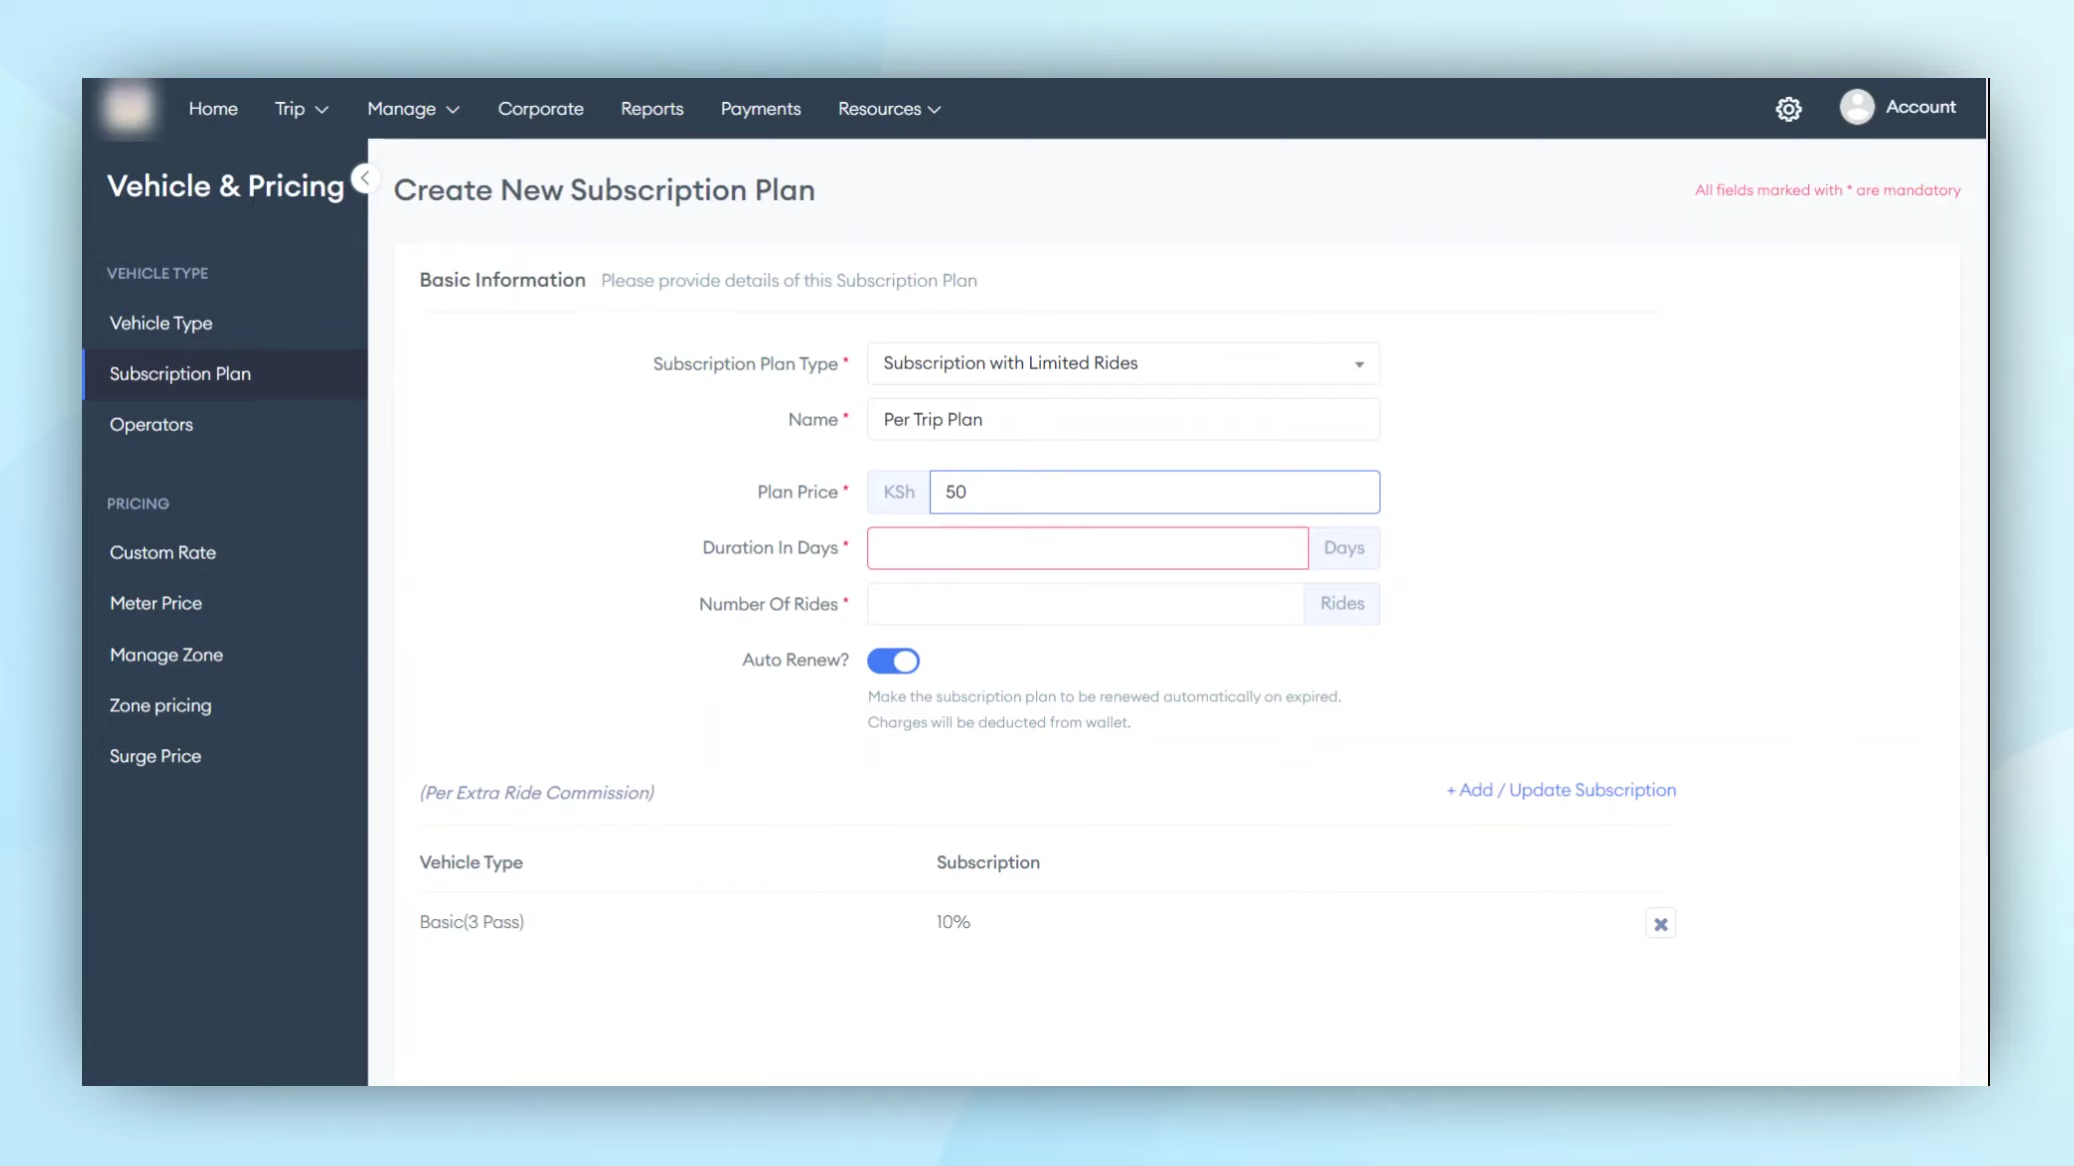 Home Trip Manage Corporate Reports Payments Resources Account
Vehicle & Pricing
VEHICLE TYPE
Vehicle Type
Subscription Plan
Operators
PRICING
Custom Rate
Meter Price
Manage Zone
Zone pricing
Surge Price
Create New Subscription Plan
All fields marked with * are mandatory
Basic Information Please provide details of this Subscription Plan
Subscription Plan Type * Subscription with Limited Rides
Name * Per Trip Plan
Plan Price * KSh 50
Duration In Days * Days
Number Of Rides * Rides
Auto Renew?
Make the subscription plan to be renewed automatically on expired.
Charges will be deducted from wallet.
(Per Extra Ride Commission) + Add / Update Subscription
Vehicle Type Subscription
Basic(3 Pass) 10%